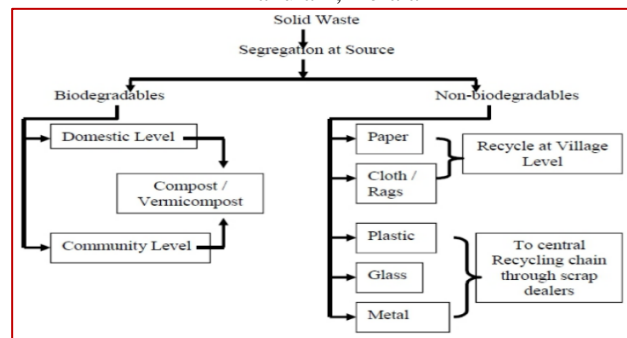 Solid Waste
Segregation at Source
Biodegradables
Non-biodegradables
Domestic Level
Compost /
Vermicompost
Community Level
Paper
Cloth /
Rags
Recycle at Village
Level
Plastic
Glass
Metal
To central
Recycling chain
through scrap
dealers